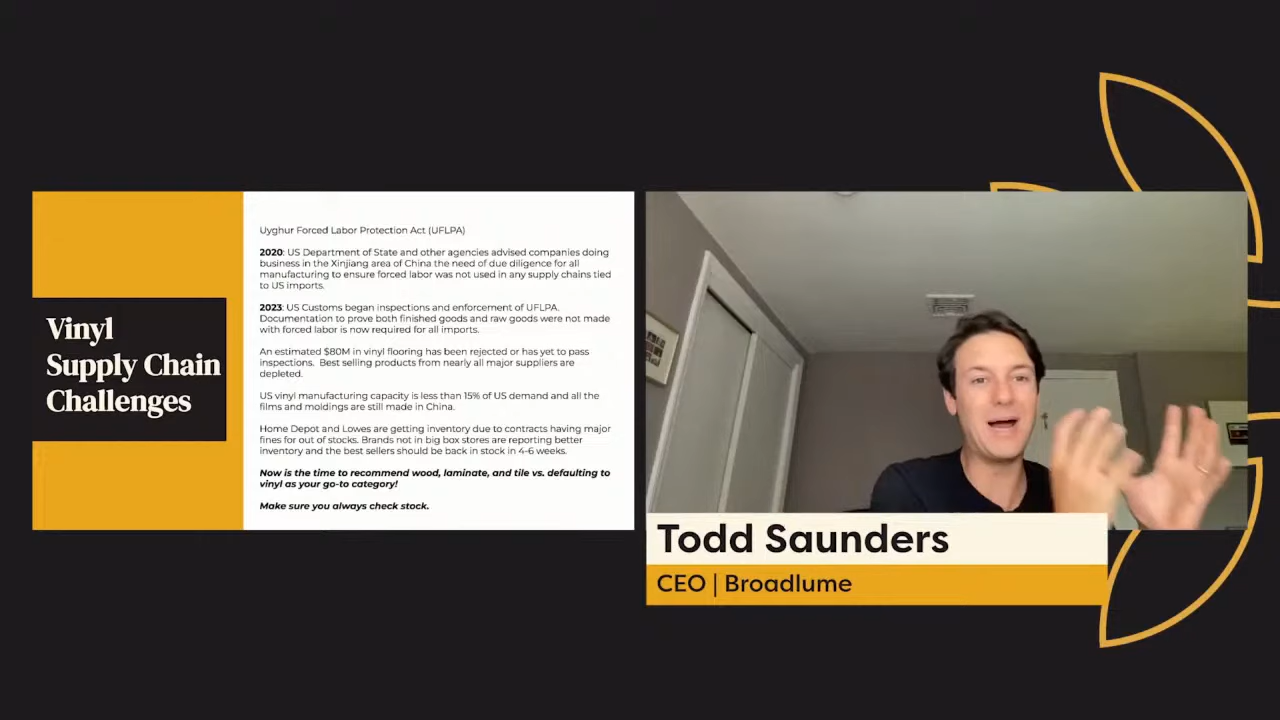 Vinyl
Supply Chain
Challenges
Uyghur Forced Labor Protection Act (UFLPA)
2020: US Department of State and other agencies advised companies doing
business in the Xinjiang area of China the need of due diligence for all
manufacturing to ensure forced labor was not used in any supply chains tied
to US imports.
2023: US Customs began inspections and enforcement of UFLPA.
Documentation to prove both finished goods and raw goods were not made
with forced labor is now required for all imports.
An estimated $80M in vinyl flooring has been rejected or has yet to pass
inspections. Best selling products from nearly all major suppliers are
depleted.
US vinyl manufacturing capacity is less than 15% of US demand and all the
films and moldings are still made in China.
Home Depot and Lowes are getting inventory due to contracts having major
fines for out of stocks. Brands not in big box stores are reporting better
inventory and the best sellers should be back in stock in 4-6 weeks.
Now is the time to recommend wood, laminate, and tile vs. defaulting to
vinyl as your go-to category!
Make sure you always check stock.
Todd Saunders
CEO | Broadlume